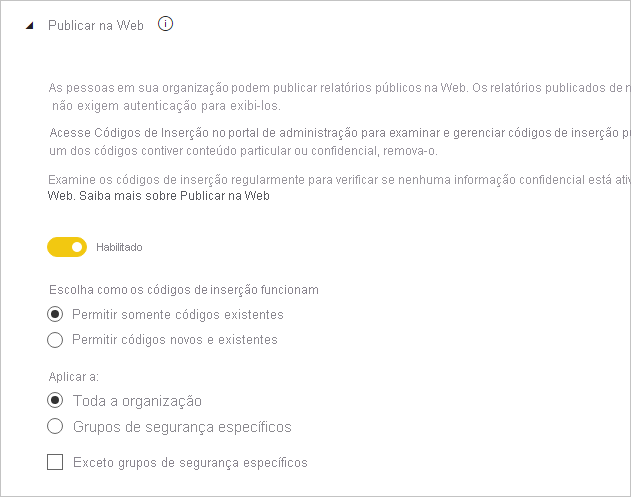 Publicar na Web
As pessoas em sua organização podem publicar relatórios públicos na Web. Os relatórios publicados de
não exigem autenticação para exibi-los.
Acesse Códigos de Inserção no portal de administração para examinar e gerenciar códigos de inserção
um dos códigos contiver conteúdo particular ou confidencial, remova-o.
Examine os códigos de inserção regularmente para verificar se nenhuma informação confidencial está
Web. Saiba mais sobre Publicar na Web
Habilitado
Escolha como os códigos de inserção funcionam
Permitir somente códigos existentes
Permitir códigos novos e existentes
Aplicar a:
Toda a organização
Grupos de segurança específicos
Exceto grupos de segurança específicos